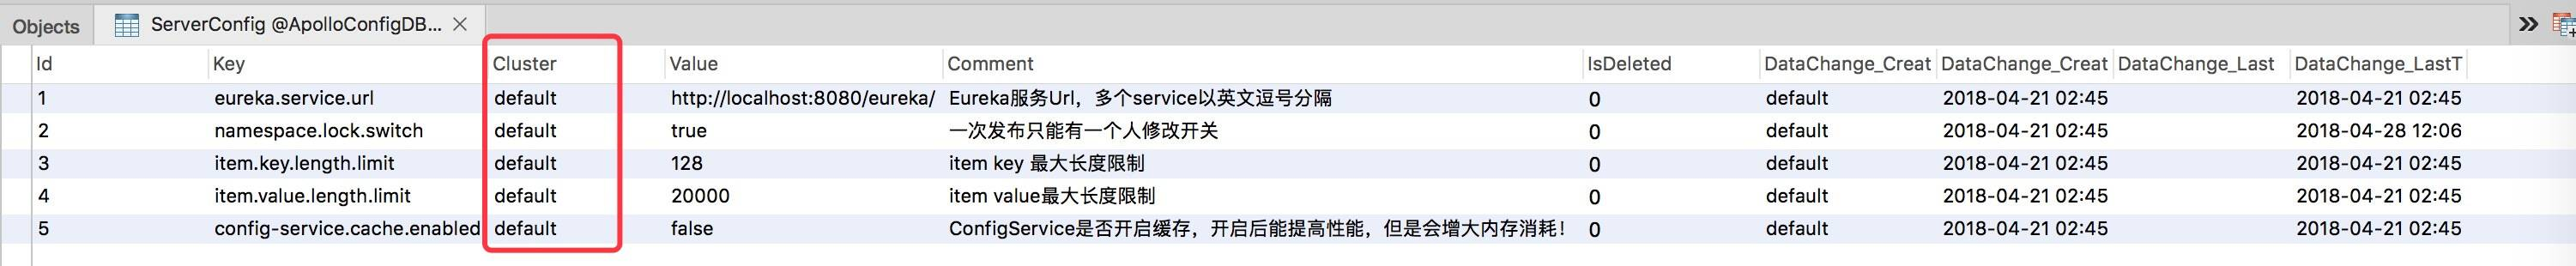 Objects ServerConfig @ApolloConfigDB...
Id Key Cluster Value Comment IsDeleted DataChange_Creat DataChange_Creat DataChange_Last DataChange_LastT
1 eureka.service.url default http://localhost:8080/eureka/ Eureka服务Url，多个service以英文逗号分隔 0 default 2018-04-21 02:45 2018-04-21 02:45
2 namespace.lock.switch default true 一次发布只能有一个人修改开关 0 default 2018-04-21 02:45 2018-04-28 12:06
3 item.key.length.limit default 128 item key 最大长度限制 0 default 2018-04-21 02:45 2018-04-21 02:45
4 item.value.length.limit default 20000 item value最大长度限制 0 default 2018-04-21 02:45 2018-04-21 02:45
5 config-service.cache.enabled default false ConfigService是否开启缓存，开启后能提高性能，但是会增大内存消耗！ 0 default 2018-04-21 02:45 2018-04-21 02:45